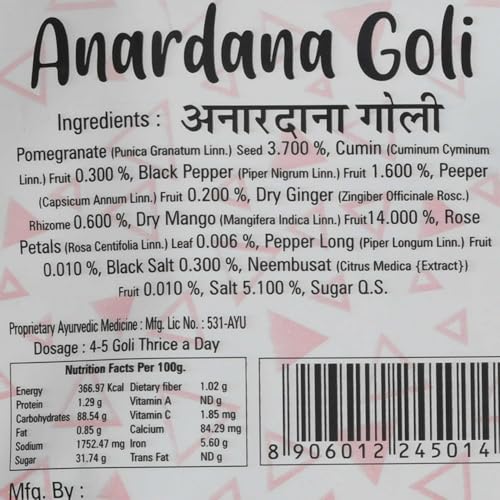 Anardana Goli
Ingredients : अनारदाना गोली
Pomegranate (Punica Granatum Linn.) Seed 3.700 %, Cumin (Cuminum Cyminum
Linn.) Fruit 0.300 %, Black Pepper (Piper Nigrum Linn.) Fruit 1.600 %, Peeper
(Capsicum Annum Linn.) Fruit 0.200 %, Dry Ginger (Zingiber Officinale Rosc.)
Rhizome 0.600 %, Dry Mango (Mangifera Indica Linn.) Fruit14.000 %, Rose
Petals (Rosa Centifolia Linn.) Leaf 0.006 %, Pepper Long (Piper Longum Linn.) Fruit
0.010 %, Black Salt 0.300 %, Neembusat (Citrus Medica {Extract})
Fruit 0.010 %, Salt 5.100 %, Sugar Q.S.
Proprietary Ayurvedic Medicine : Mfg. Lic No. : 531-AYU
Dosage : 4-5 Goli Thrice a Day
Nutrition Facts Per 100g.
Energy 366.97 Kcal Dietary fiber 1.02 g
Protein 1.29 g Vitamin A ND g
Carbohydrates 88.54 g Vitamin C 1.85 mg
Fat 0.85 g Calcium 84.29 mg
Sodium 1752.47 mg Iron 5.60 g
Sugar 31.74 g Trans Fat ND g
8 906012 245014
Mfg. By :